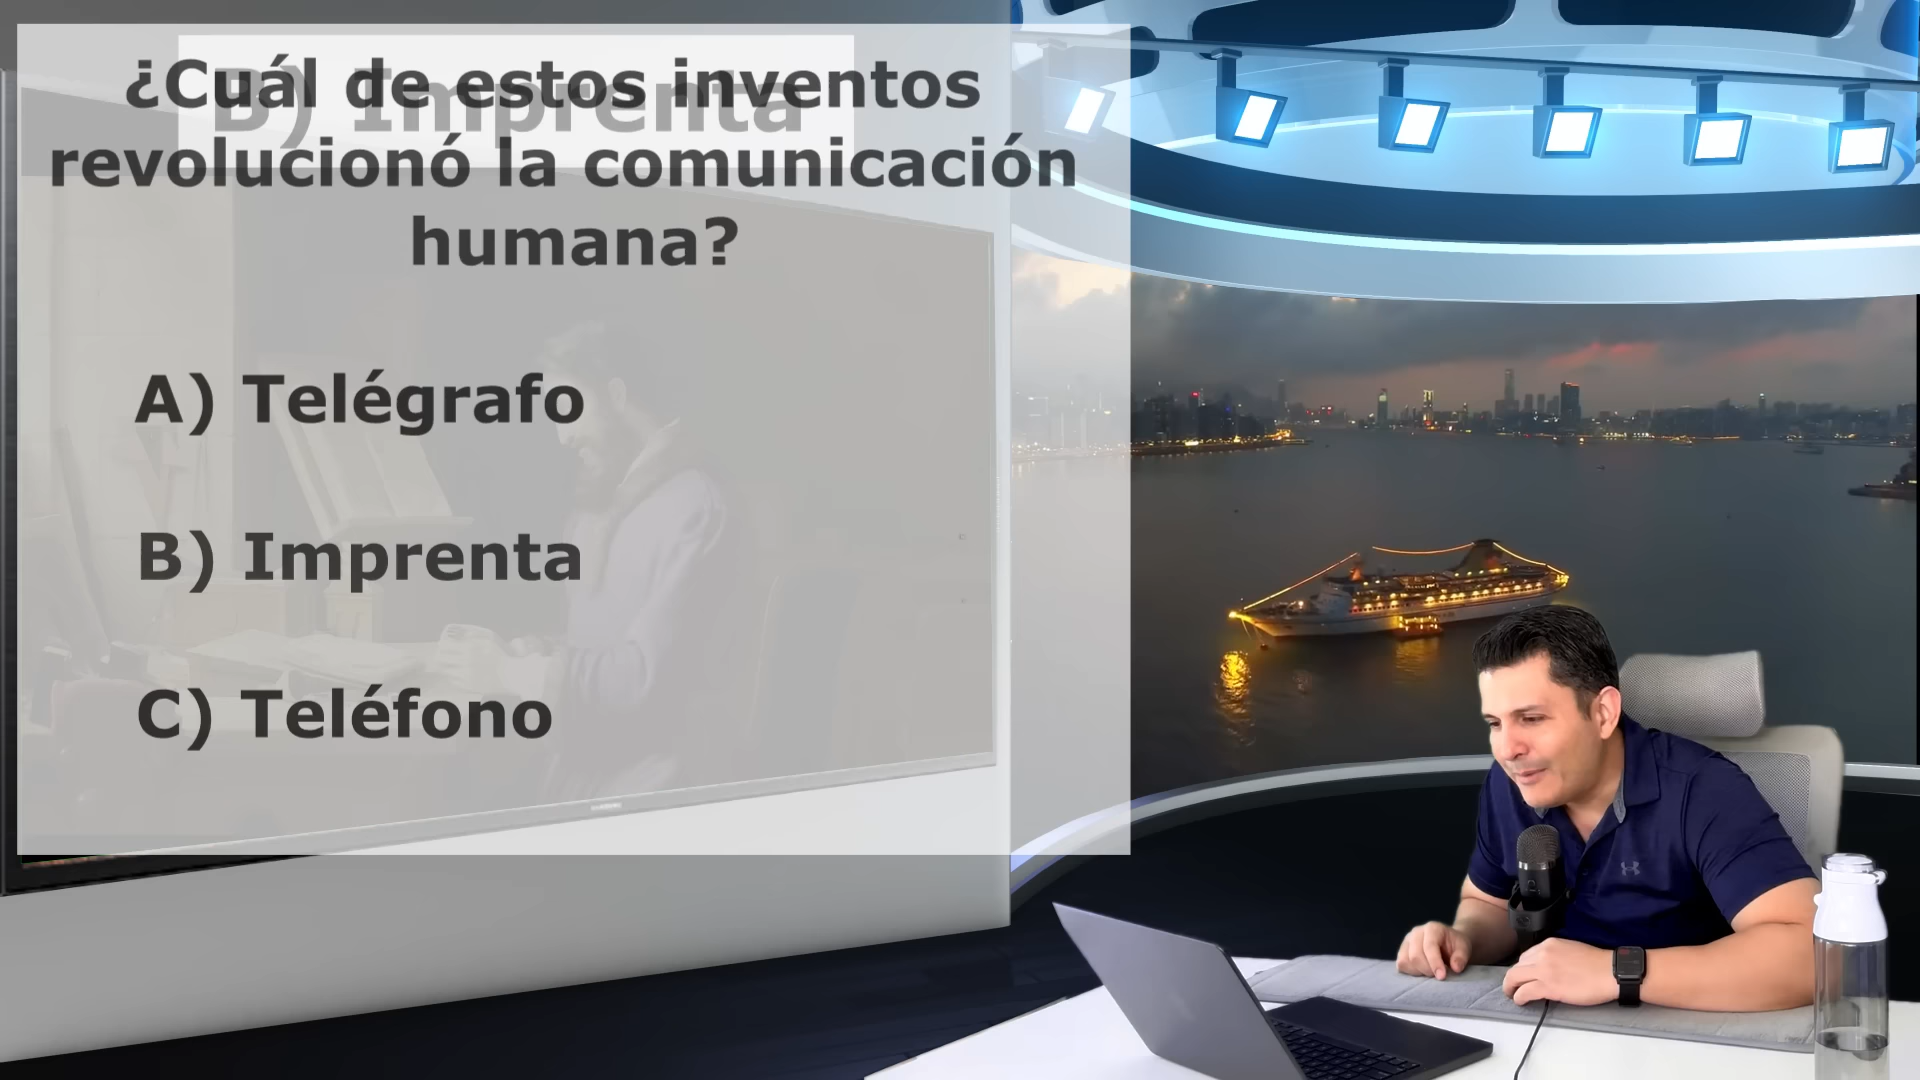 ¿Cuál de estos inventos
revolucionó la comunicación
humana?
B) Imprenta
A) Telégrafo
B) Imprenta
C) Teléfono